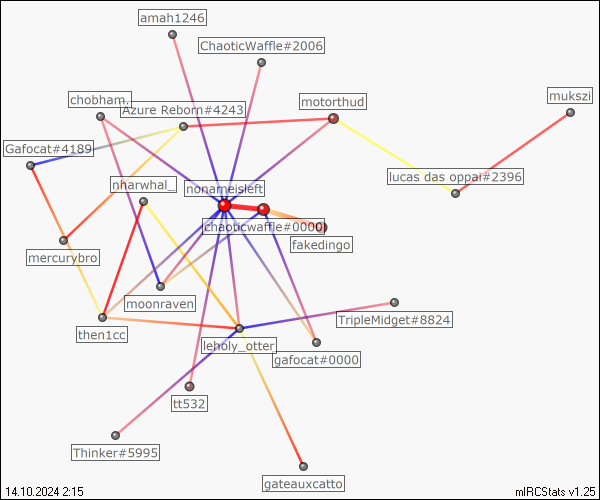 amah1246
ChaoticWaffle#2006
chobham,
Azure Reborn#4243
motorthud
mukszi
Gafocat#4189
nharwhal_
nonameisleft
lucas das oppai#2396
chaoticwaffle#0000
fakedingo
mercurybro
moonraven
then1cc
TripleMidget#8824
leholy_otter
gafocat#0000
tt532
Thinker#5995
gateauxcatto
14.10.2024 2:15
mIRCStats v1.25